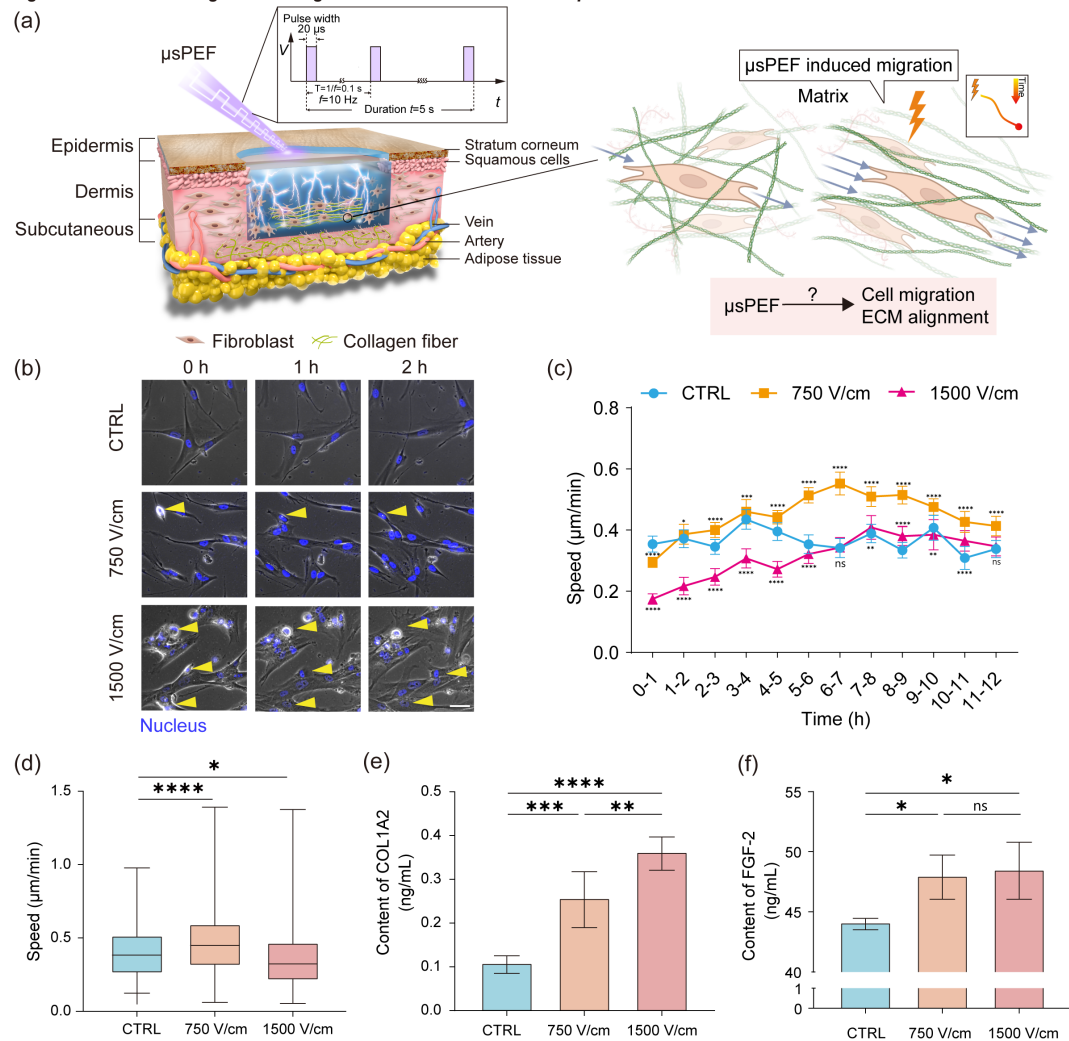 (a)
Pulse width
20 µs
µsPEF
V
T=1/f=0.1 s
f=10 Hz
Duration t=5 s
t
Epidermis
Dermis
Subcutaneous
Stratum corneum
Squamous cells
Vein
Artery
Adipose tissue
Fibroblast
Collagen fiber
µsPEF induced migration
Matrix
Time
µsPEF
?
Cell migration
ECM alignment
(b)
0 h
1 h
2 h
CTRL
750 V/cm
1500 V/cm
Nucleus
(c)
CTRL
750 V/cm
1500 V/cm
Speed (µm/min)
0.8
0.6
0.4
0.2
0.0
**** * **** *** **** **** **** **** **** **** **** ****
**** **** **** **** **** **** ns ** **** ** **** ns
0-1
1-2
2-3
3-4
4-5
5-6
6-7
7-8
8-9
9-10
10-11
11-12
Time (h)
(d)
*
****
Speed (µm/min)
1.5
1.0
0.5
0.0
CTRL
750 V/cm
1500 V/cm
(e)
****
***
**
Content of COL1A2
(ng/mL)
0.5
0.4
0.3
0.2
0.1
0.0
CTRL
750 V/cm
1500 V/cm
(f)
*
*
ns
Content of FGF-2
(ng/mL)
55
50
45
40
1
0
CTRL
750 V/cm
1500 V/cm